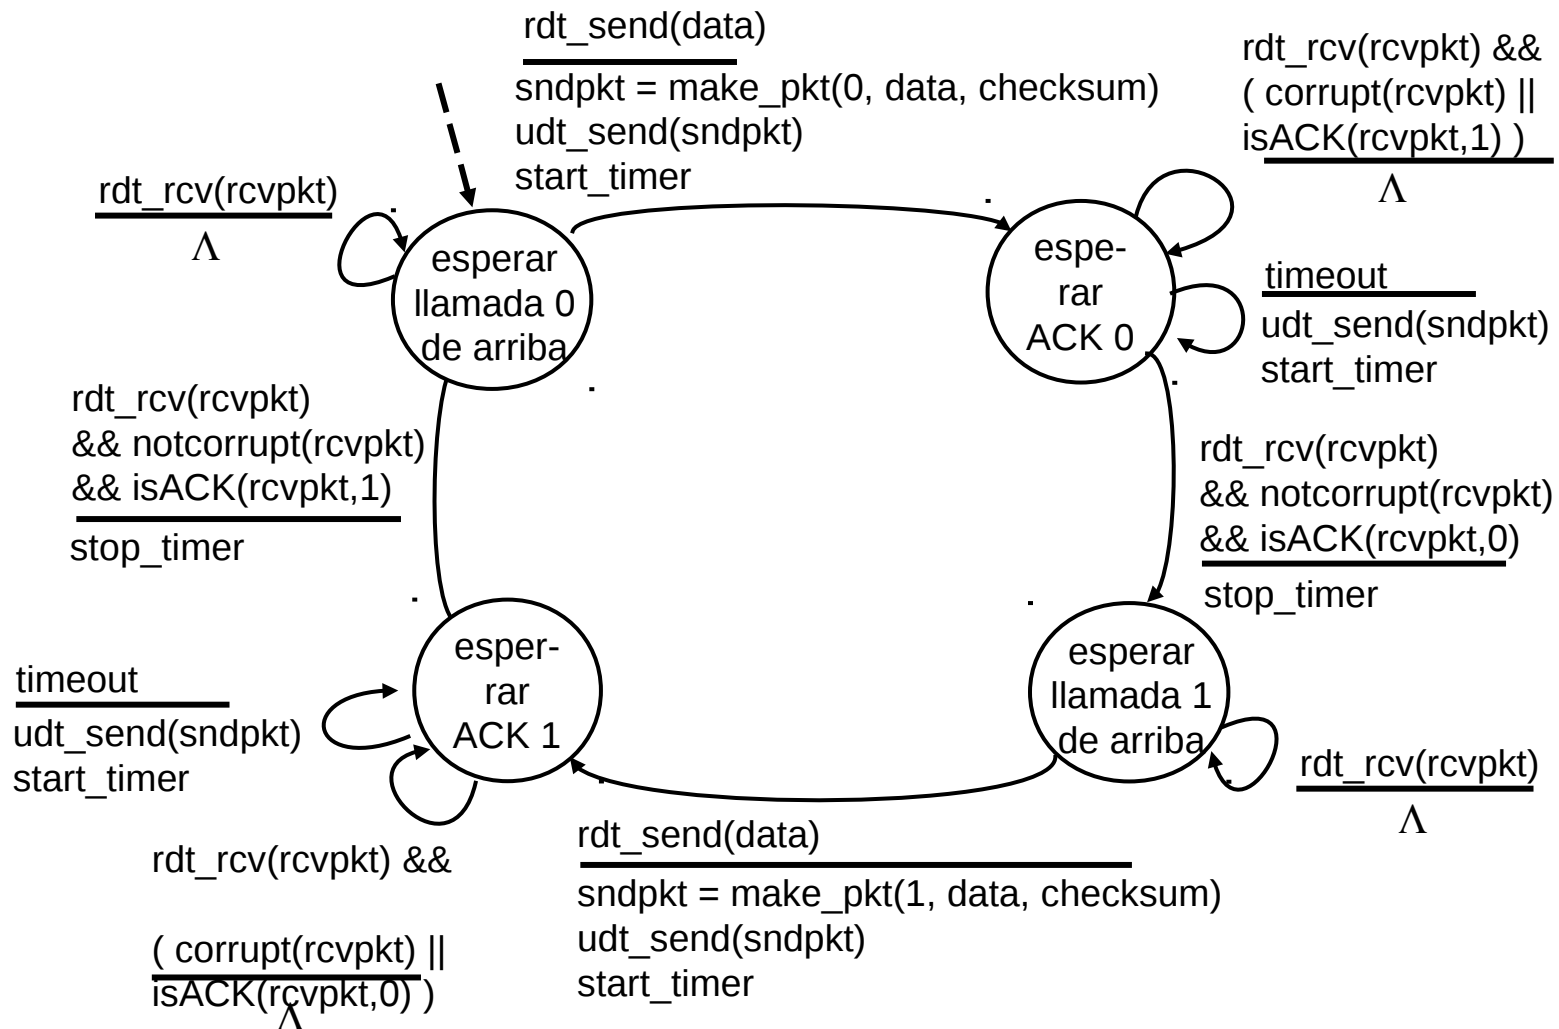 rdt_send(data)
sndpkt = make_pkt(0, data, checksum)
udt_send(sndpkt)
start_timer
rdt_rcv(rcvpkt) &&
( corrupt(rcvpkt) ||
isACK(rcvpkt,1) )
Λ
rdt_rcv(rcvpkt)
Λ
esperar
llamada 0
de arriba
espe-
rar
ACK 0
timeout
udt_send(sndpkt)
start_timer
rdt_rcv(rcvpkt)
&& notcorrupt(rcvpkt)
&& isACK(rcvpkt,1)
stop_timer
rdt_rcv(rcvpkt)
&& notcorrupt(rcvpkt)
&& isACK(rcvpkt,0)
stop_timer
esper-
rar
ACK 1
esperar
llamada 1
de arriba
timeout
udt_send(sndpkt)
start_timer
rdt_rcv(rcvpkt)
Λ
rdt_rcv(rcvpkt) &&
( corrupt(rcvpkt) ||
isACK(rcvpkt,0) )
Λ
rdt_send(data)
sndpkt = make_pkt(1, data, checksum)
udt_send(sndpkt)
start_timer